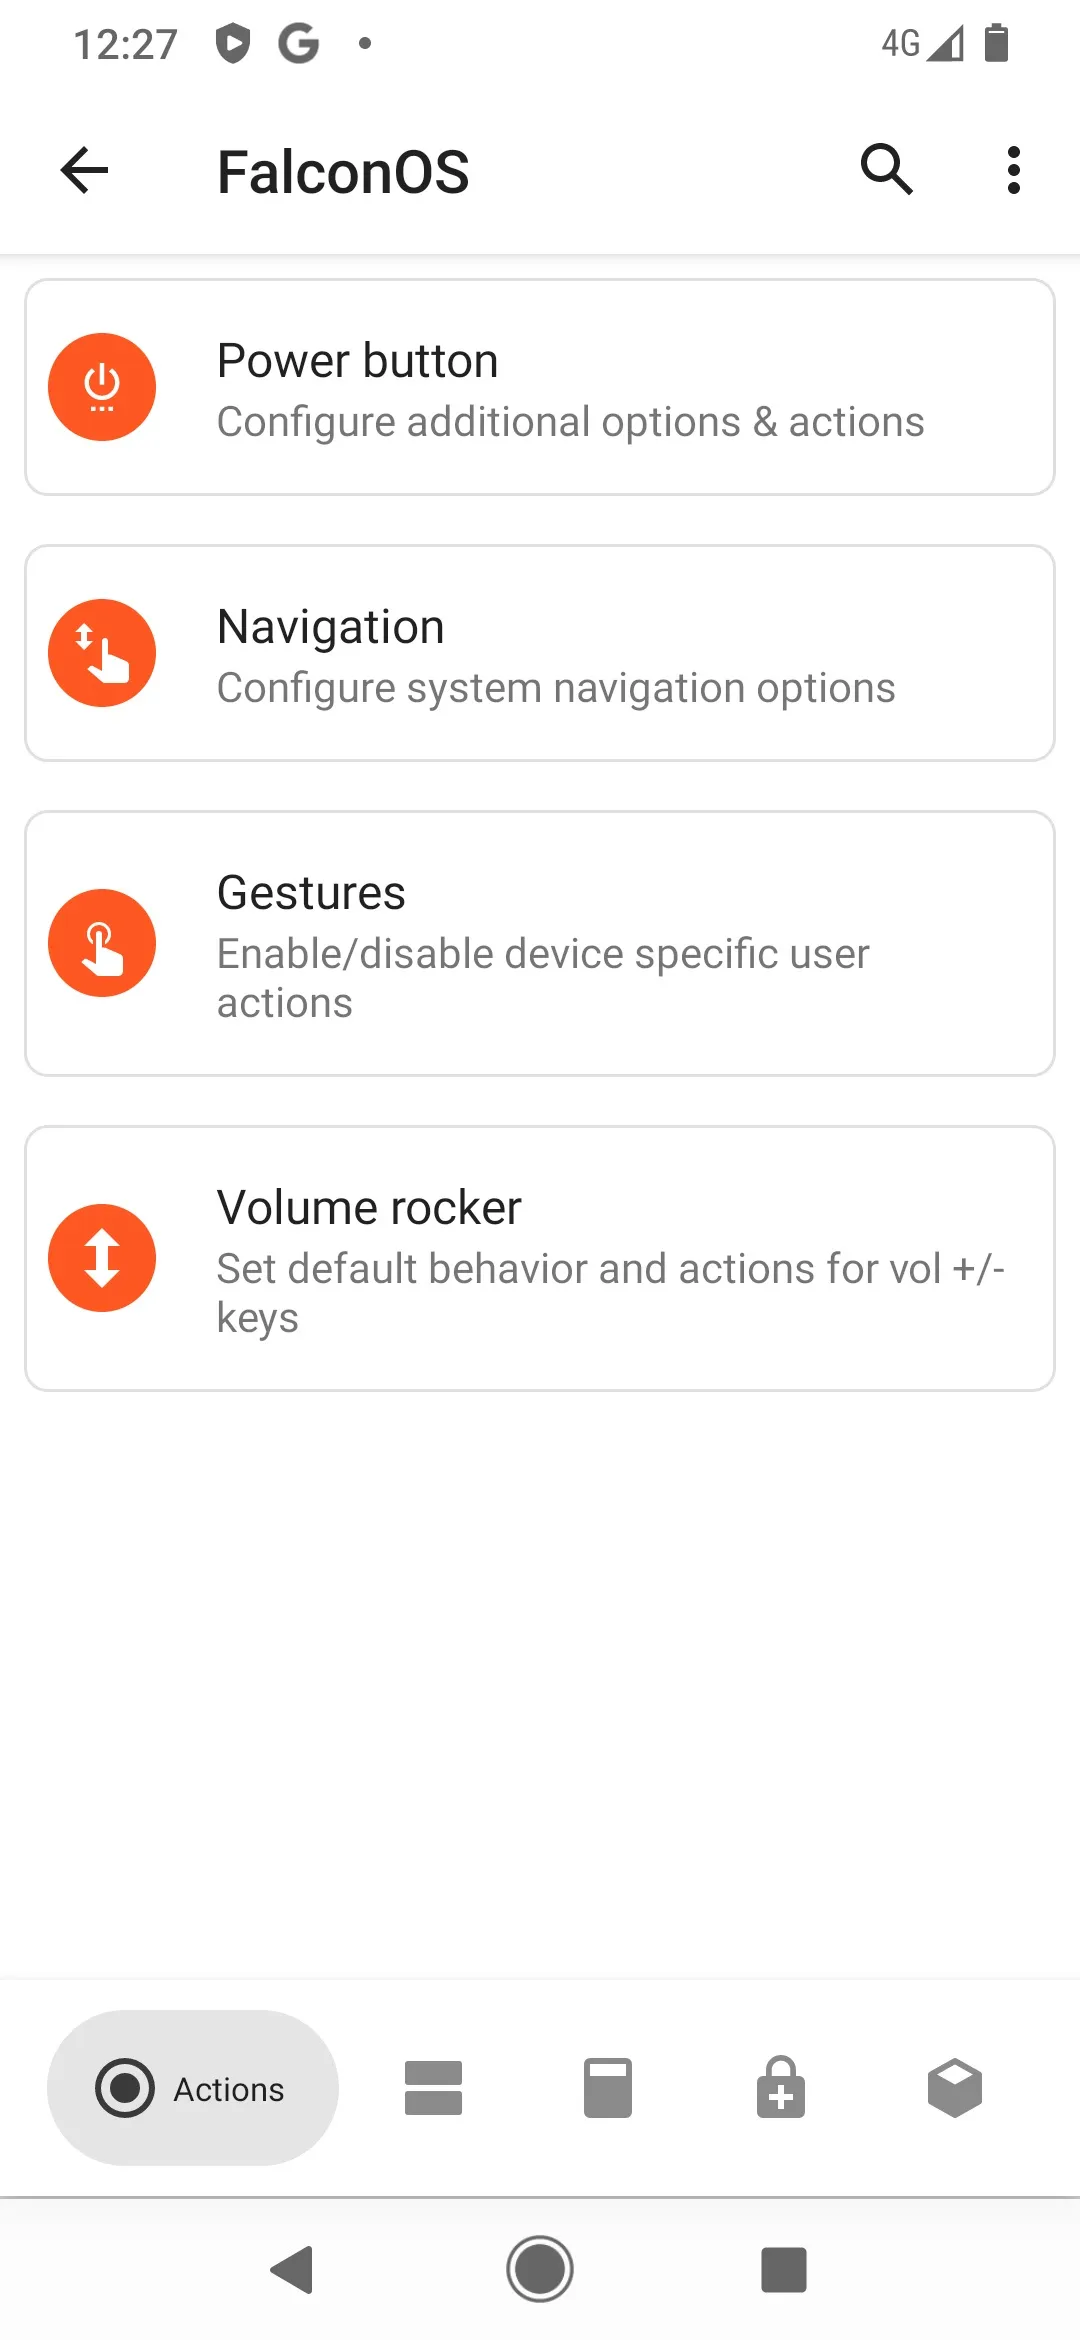 12:27
4G
FalconOS
Power button
Configure additional options & actions
Navigation
Configure system navigation options
Gestures
Enable/disable device specific user
actions
Volume rocker
Set default behavior and actions for vol +/-
keys
Actions